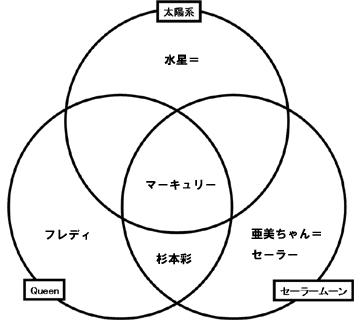 太陽系
水星＝
マーキュリー
フレディ
亜美ちゃん＝
セーラー
杉本彩
Queen
セーラームーン